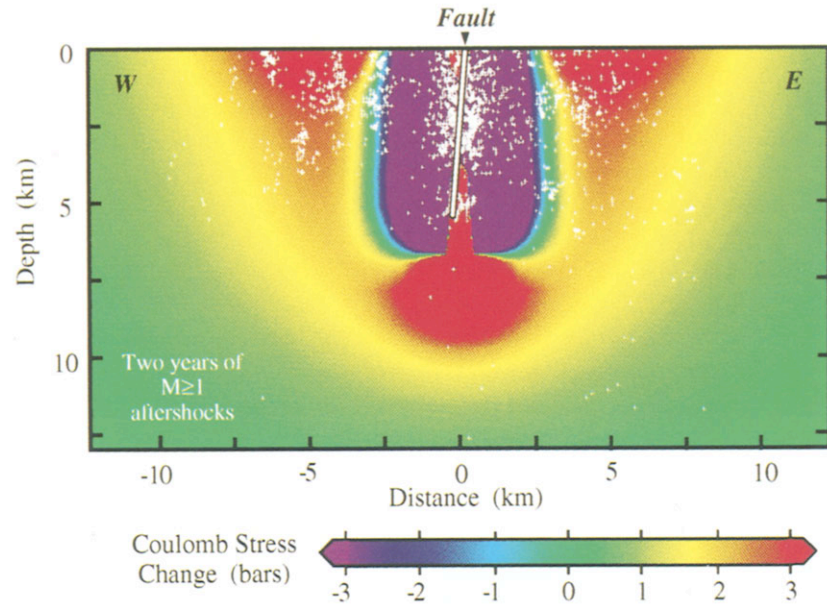 Fault
0
W
E
5
10
Depth (km)
Two years of
M≥1
aftershocks
-10 -5 0 5 10
Distance (km)
Coulomb Stress
Change (bars)
-3 -2 -1 0 1 2 3